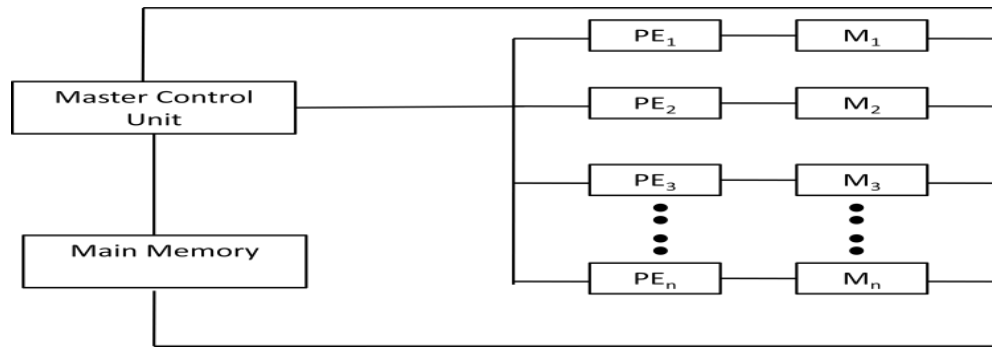 PE₁
M₁
Master Control
Unit
PE₂
M₂
PE₃
M₃
Main Memory
PEₙ
Mₙ